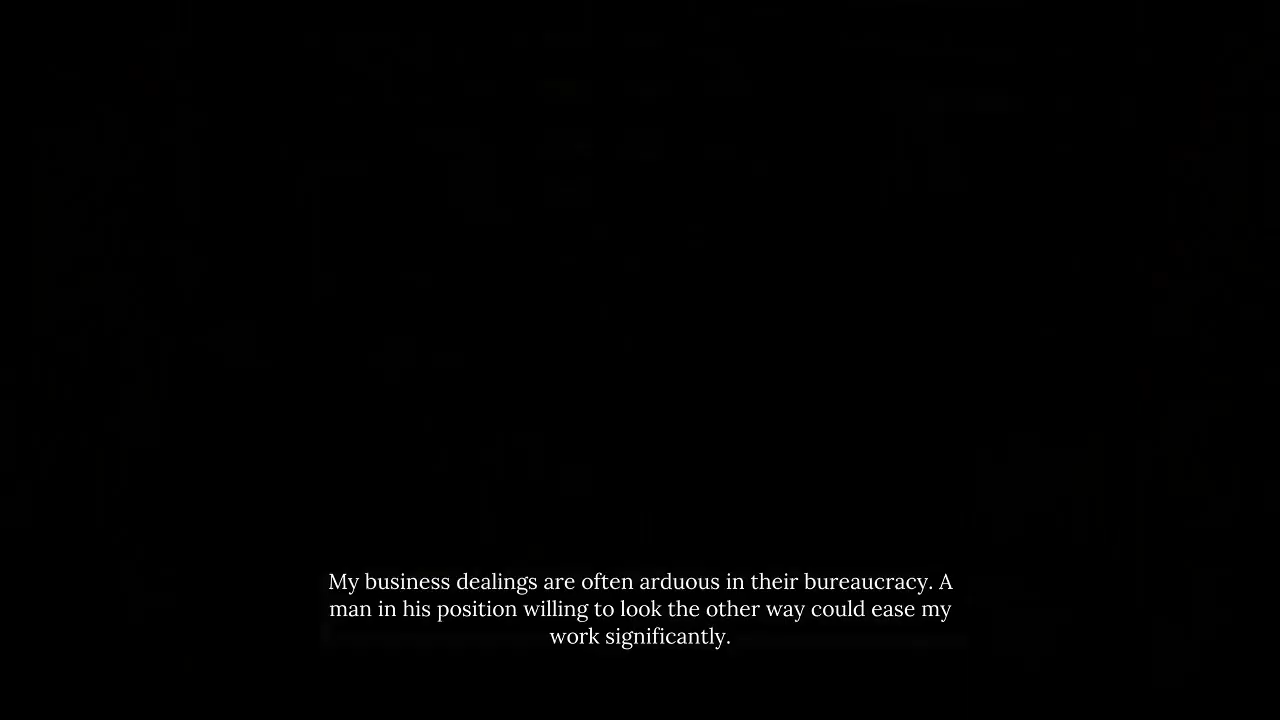 My business dealings are often arduous in their bureaucracy. A
man in his position willing to look the other way could ease my
work significantly.